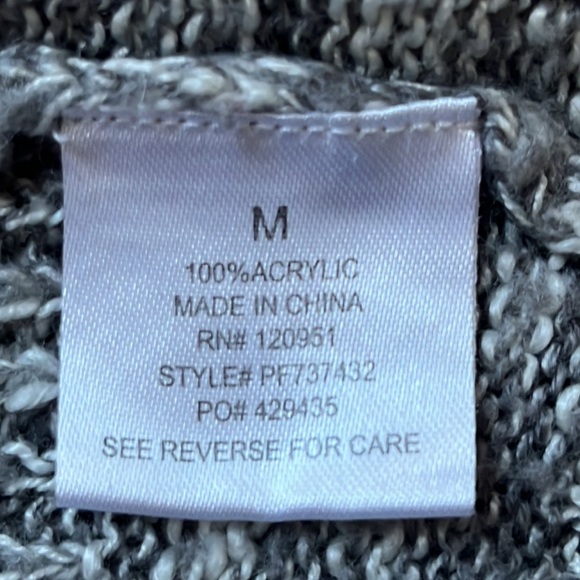 M
100%ACRYLIC
MADE IN CHINA
RN# 120951
STYLE# PF737432
PO# 429435
SEE REVERSE FOR CARE